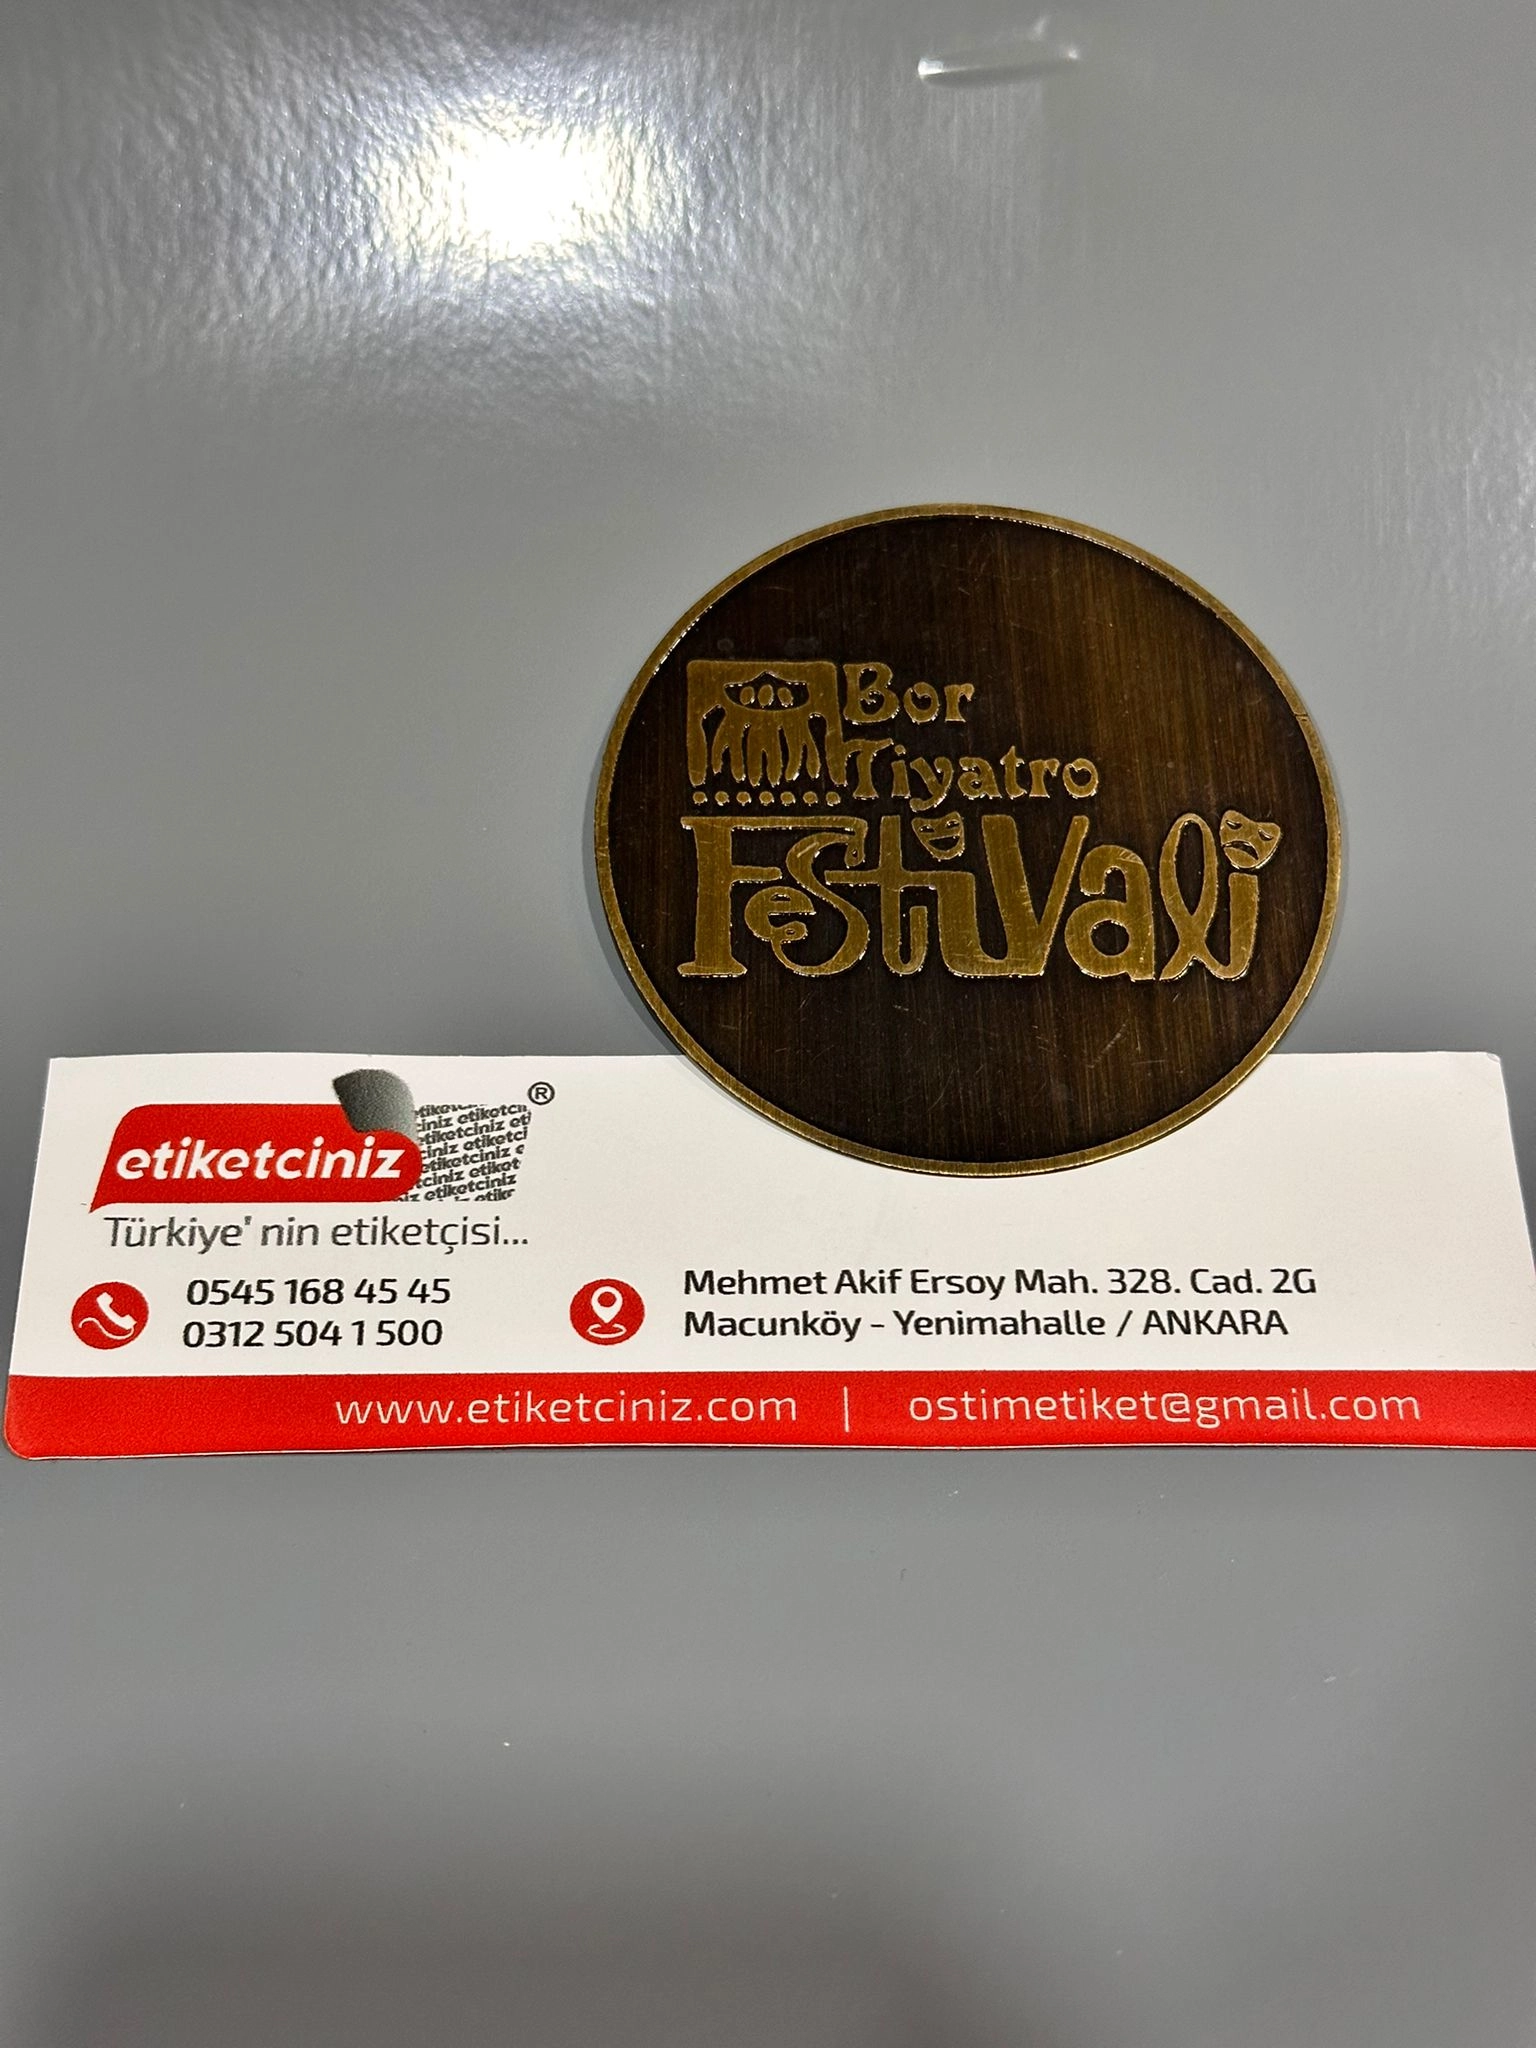 Bor
Tiyatro
Festivali
etiketciniz
®
Türkiye' nin etiketçisi...
0545 168 45 45
0312 504 1 500
Mehmet Akif Ersoy Mah. 328. Cad. 2G
Macunköy - Yenimahalle / ANKARA
www.etiketciniz.com | ostimetiket@gmail.com